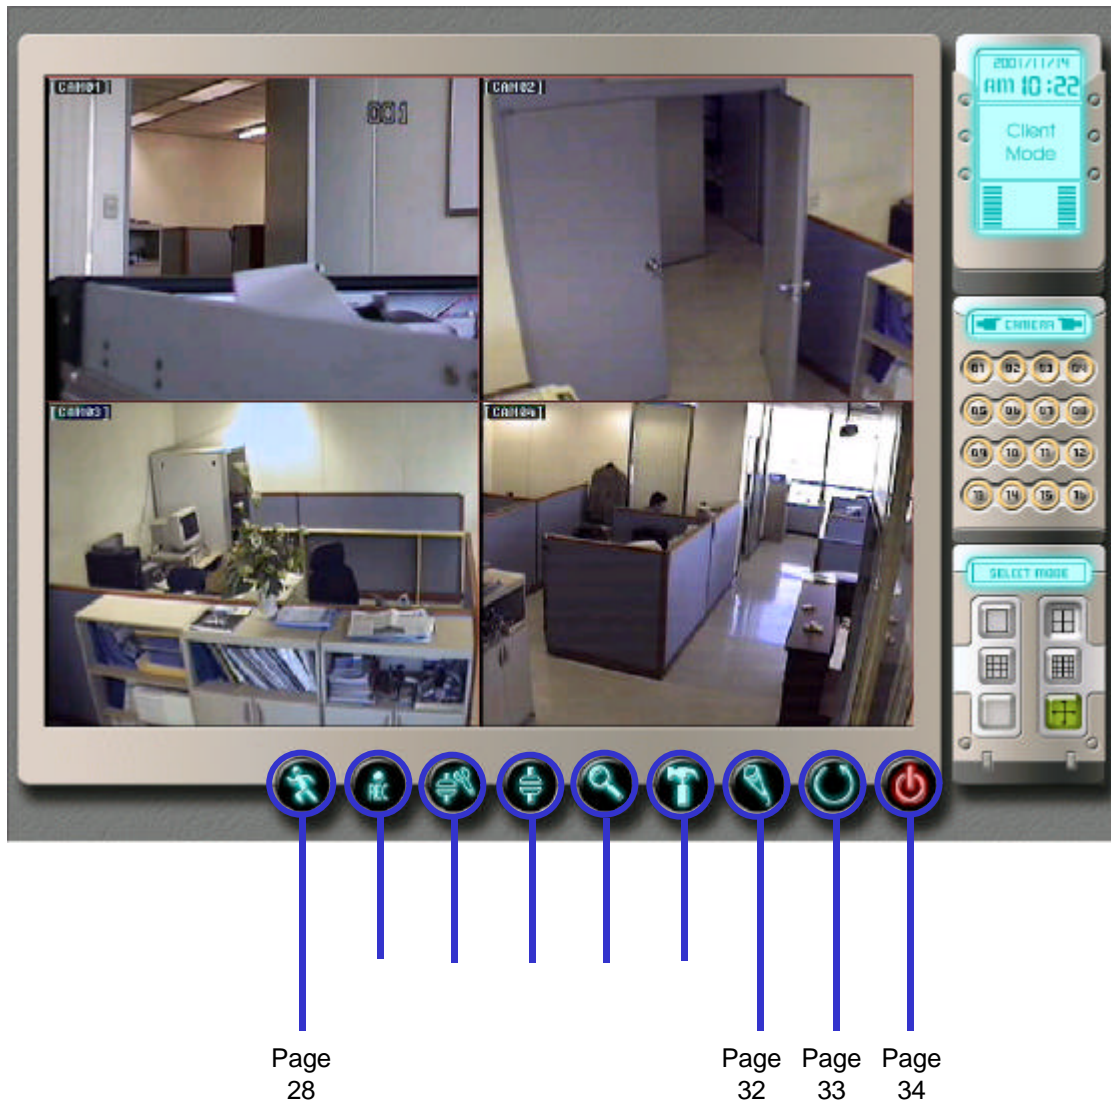 [CAM01]
001
[CAM02]
2001/11/14
AM 10:22
Client
Mode
CAMERA
01 02 03 04
05 06 07 08
09 10 11 12
13 14 15 16
[CAM03]
[CAM04]
SELECT MODE
REC
Page
28
Page
32
Page
33
Page
34